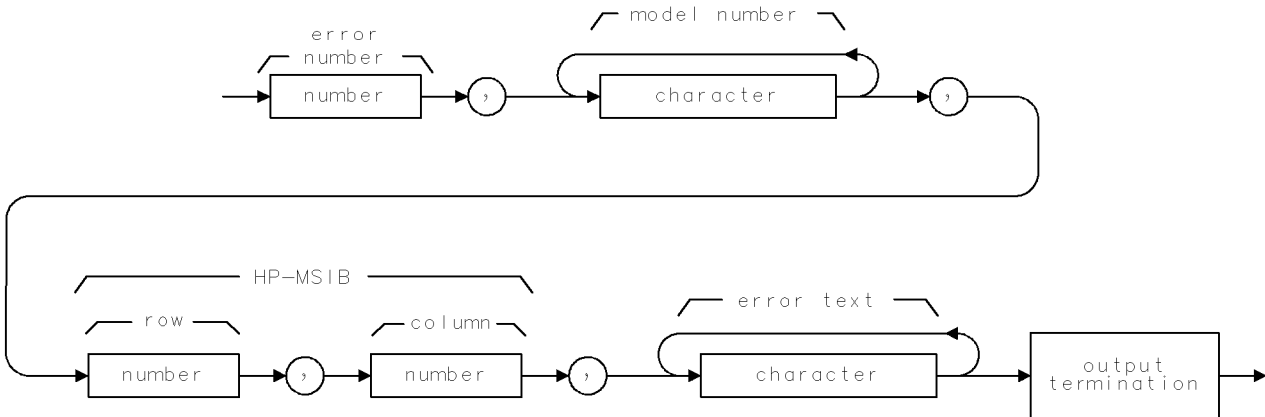 model number
error
number
number
,
character
,
HP-MSIB
row
column
error text
number
,
number
,
character
output
termination